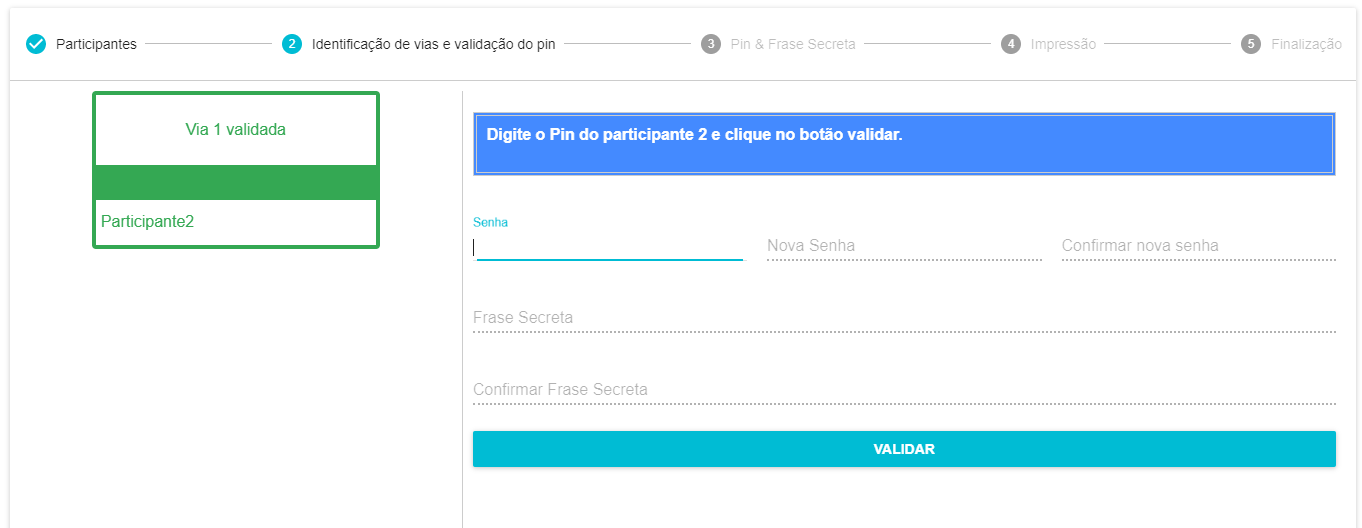 Participantes
2 Identificação de vias e validação do pin
3 Pin & Frase Secreta
4 Impressão
5 Finalização
Via 1 validada
Participante2
Digite o Pin do participante 2 e clique no botão validar.
Senha
Nova Senha
Confirmar nova senha
Frase Secreta
Confirmar Frase Secreta
VALIDAR